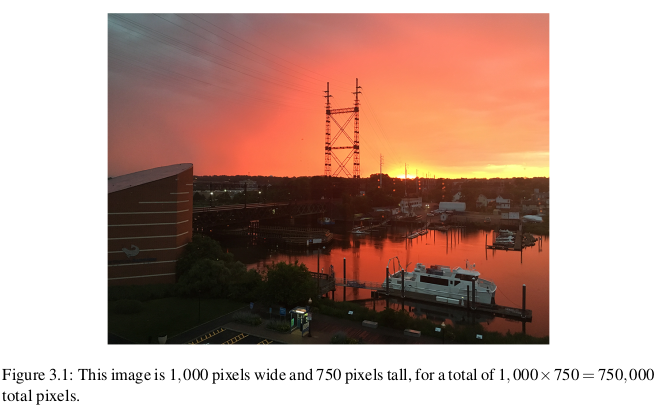 Figure 3.1: This image is 1,000 pixels wide and 750 pixels tall, for a total of 1,000 × 750 = 750,000
total pixels.